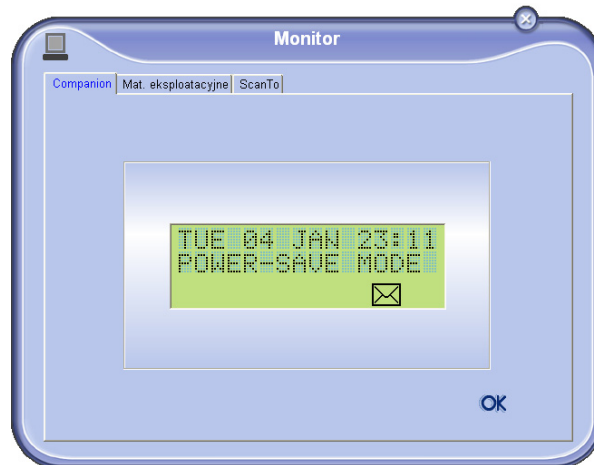 Monitor
Companion Mat. eksploatacyjne ScanTo
TUE 04 JAN 23:11
POWER-SAVE MODE
OK